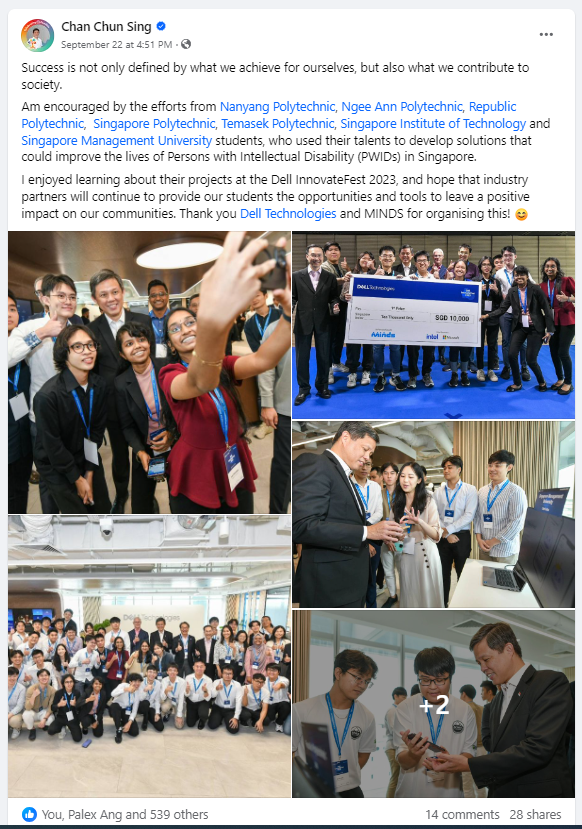 Chan Chun Sing
September 22 at 4:51 PM ·
Success is not only defined by what we achieve for ourselves, but also what we contribute to
society.
Am encouraged by the efforts from Nanyang Polytechnic, Ngee Ann Polytechnic, Republic
Polytechnic, Singapore Polytechnic, Temasek Polytechnic, Singapore Institute of Technology and
Singapore Management University students, who used their talents to develop solutions that
could improve the lives of Persons with Intellectual Disability (PWIDs) in Singapore.
I enjoyed learning about their projects at the Dell InnovateFest 2023, and hope that industry
partners will continue to provide our students the opportunities and tools to leave a positive
impact on our communities. Thank you Dell Technologies and MINDS for organising this! 😊
DELL Technologies
1st Prize
Ten Thousand Only
SGD 10,000
minds
intel
Microsoft
DELL Technologies
+2
You, Palex Ang and 539 others
14 comments 28 shares